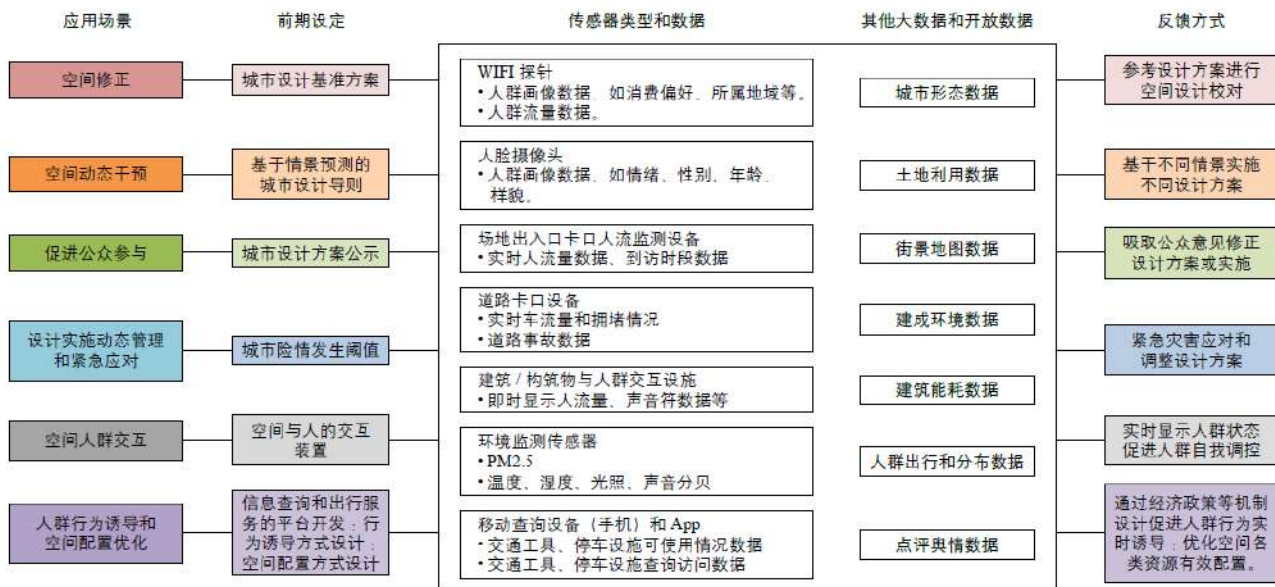 应用场景
前期设定
传感器类型和数据
其他大数据和开放数据
反馈方式
空间修正
城市设计基准方案
WIFI 探针
• 人群画像数据，如消费偏好、所属地域等。
• 人群流量数据。
城市形态数据
参考设计方案进行
空间设计校对
空间动态干预
基于情景预测的
城市设计导则
人脸摄像头
• 人群画像数据，如情绪、性别、年龄、
样貌。
土地利用数据
基于不同情景实施
不同设计方案
促进公众参与
城市设计方案公示
场地出入口卡口人流监测设备
• 实时人流量数据、到访时段数据
街景地图数据
吸取公众意见修正
设计方案或实施
设计实施动态管理
和紧急应对
城市险情发生阈值
道路卡口设备
• 实时车流量和拥堵情况
• 道路事故数据
建成环境数据
紧急灾害应对和
调整设计方案
建筑 / 构筑物与人群交互设施
• 即时显示人流量、声音符数据等
建筑能耗数据
空间人群交互
空间与人的交互
装置
环境监测传感器
• PM2.5
• 温度、湿度、光照、声音分贝
人群出行和分布数据
实时显示人群状态
促进人群自我调控
人群行为诱导和
空间配置优化
信息查询和出行服
务的平台开发；行
为诱导方式设计；
空间配置方式设计
移动查询设备（手机）和 App
• 交通工具、停车设施可使用情况数据
• 交通工具、停车设施查询访问数据
点评舆情数据
通过经济政策等机制
设计促进人群行为实
时诱导；优化空间各
类资源有效配置。